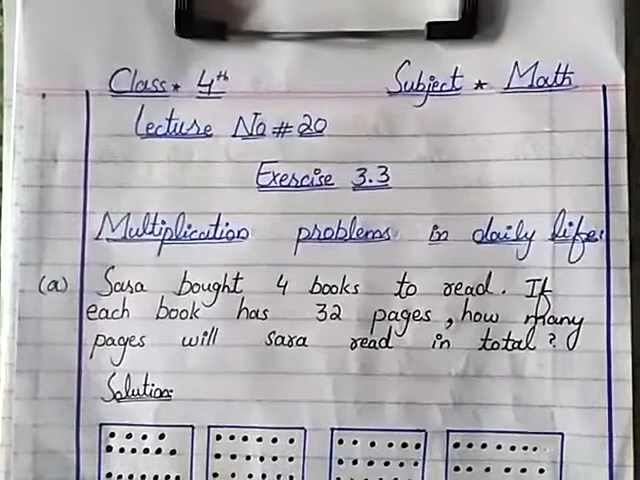 Class * 4th Subject * Math
Lecture No # 20
Exercise 3.3
Multiplication problems in daily life:
(a) Sara bought 4 books to read. If
each book has 32 pages, how many
pages will sara read in total?
Solution: